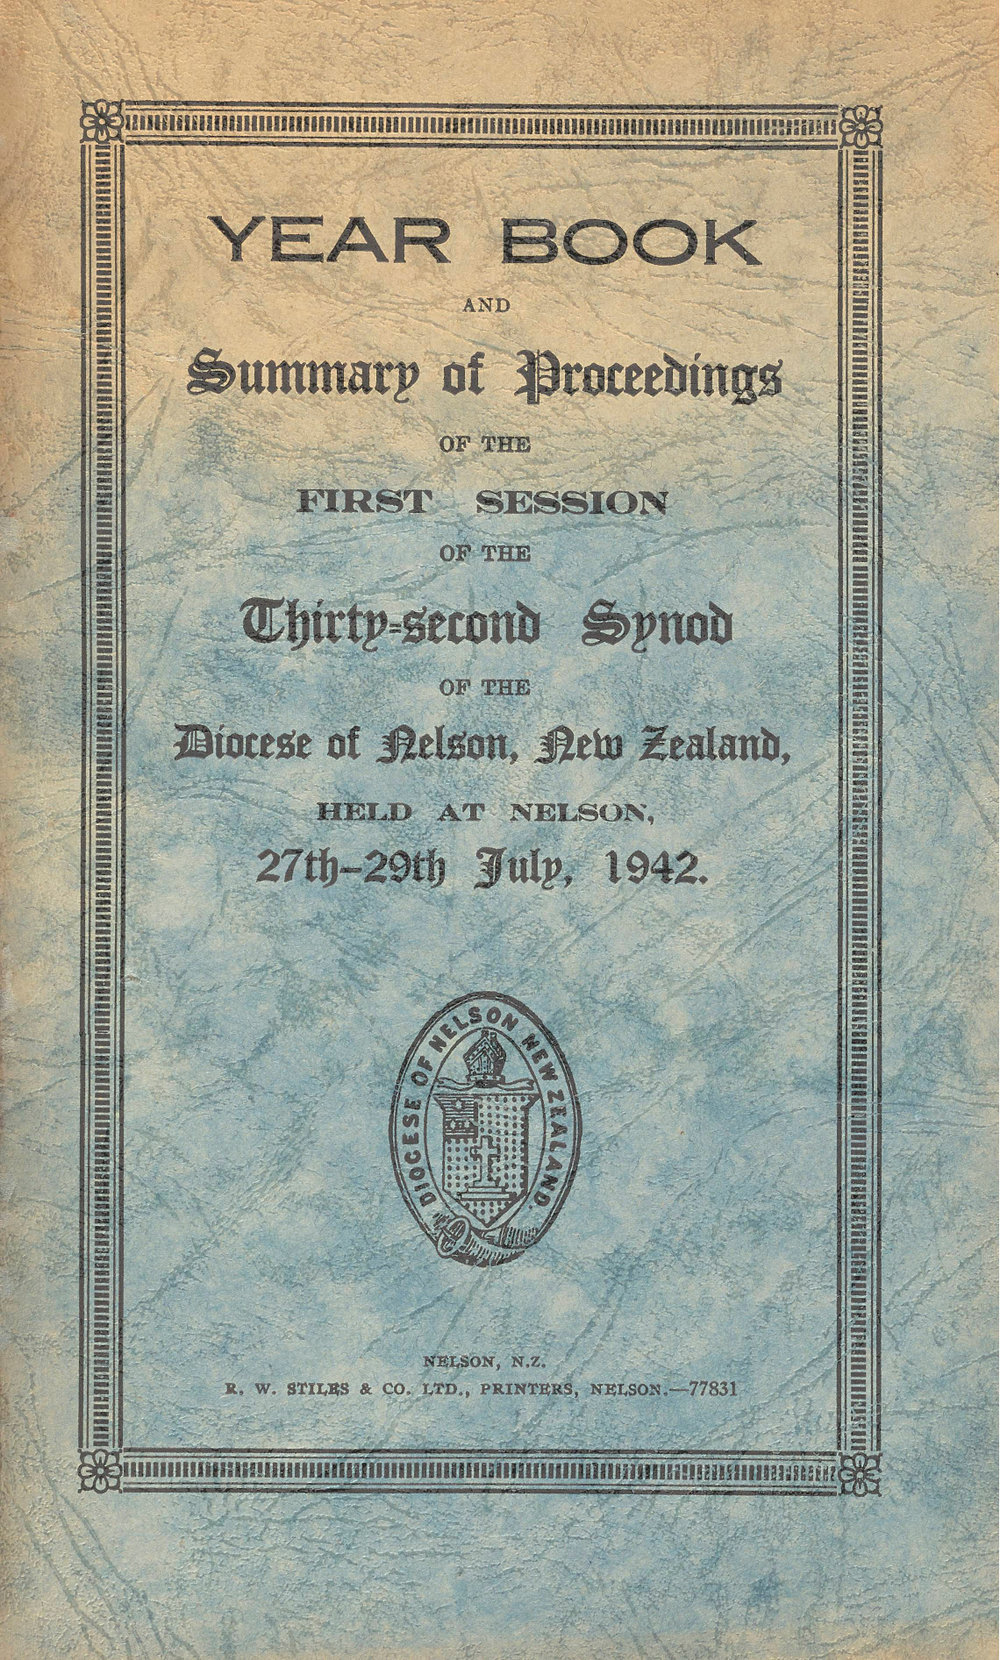 YEAR BOOK
AND
Summary of Proceedings
OF THE
FIRST SESSION
OF THE
Thirty-second Synod
OF THE
Diocese of Nelson, New Zealand,
HELD AT NELSON,
27th–29th July, 1942.
DIOCESE OF NELSON NEW ZEALAND.
NELSON, N.Z.
R. W. STILES & CO. LTD., PRINTERS, NELSON.—77831